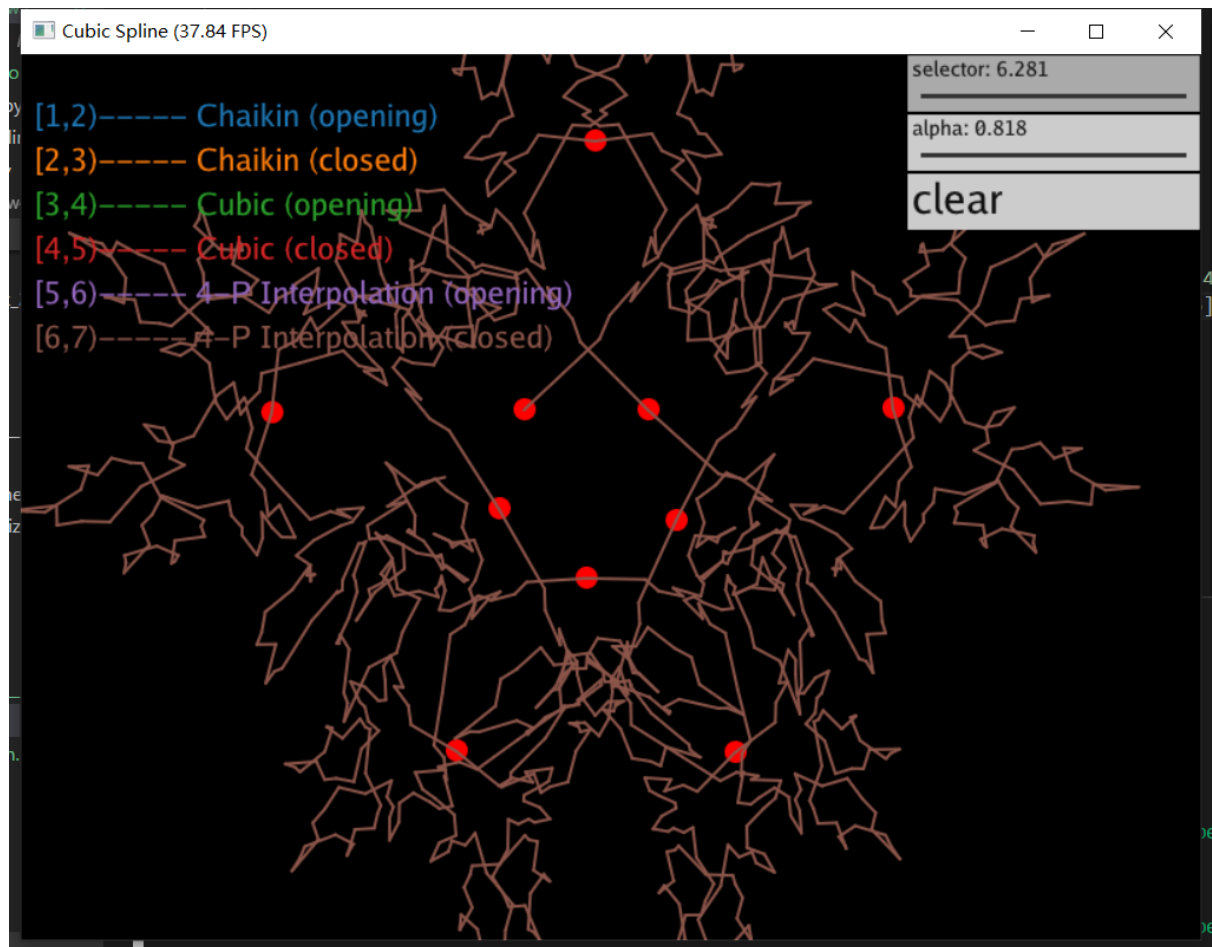 Cubic Spline (37.84 FPS)
selector: 6.281
alpha: 0.818
clear
[1,2)----- Chaikin (opening)
[2,3)----- Chaikin (closed)
[3,4)----- Cubic (opening)
[4,5)----- Cubic (closed)
[5,6)----- 4-P Interpolation (opening)
[6,7)----- 4-P Interpolation (closed)